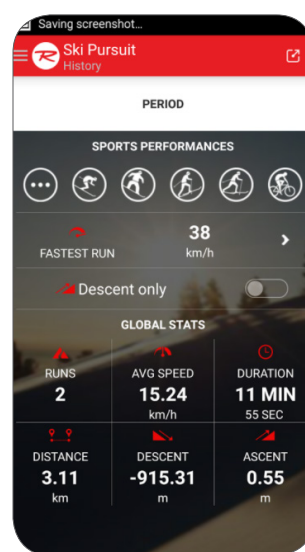 Saving screenshot...
Ski Pursuit
History
PERIOD
SPORTS PERFORMANCES
FASTEST RUN
38
km/h
Descent only
GLOBAL STATS
RUNS
2
AVG SPEED
15.24
km/h
DURATION
11 MIN
55 SEC
DISTANCE
3.11
km
DESCENT
-915.31
m
ASCENT
0.55
m